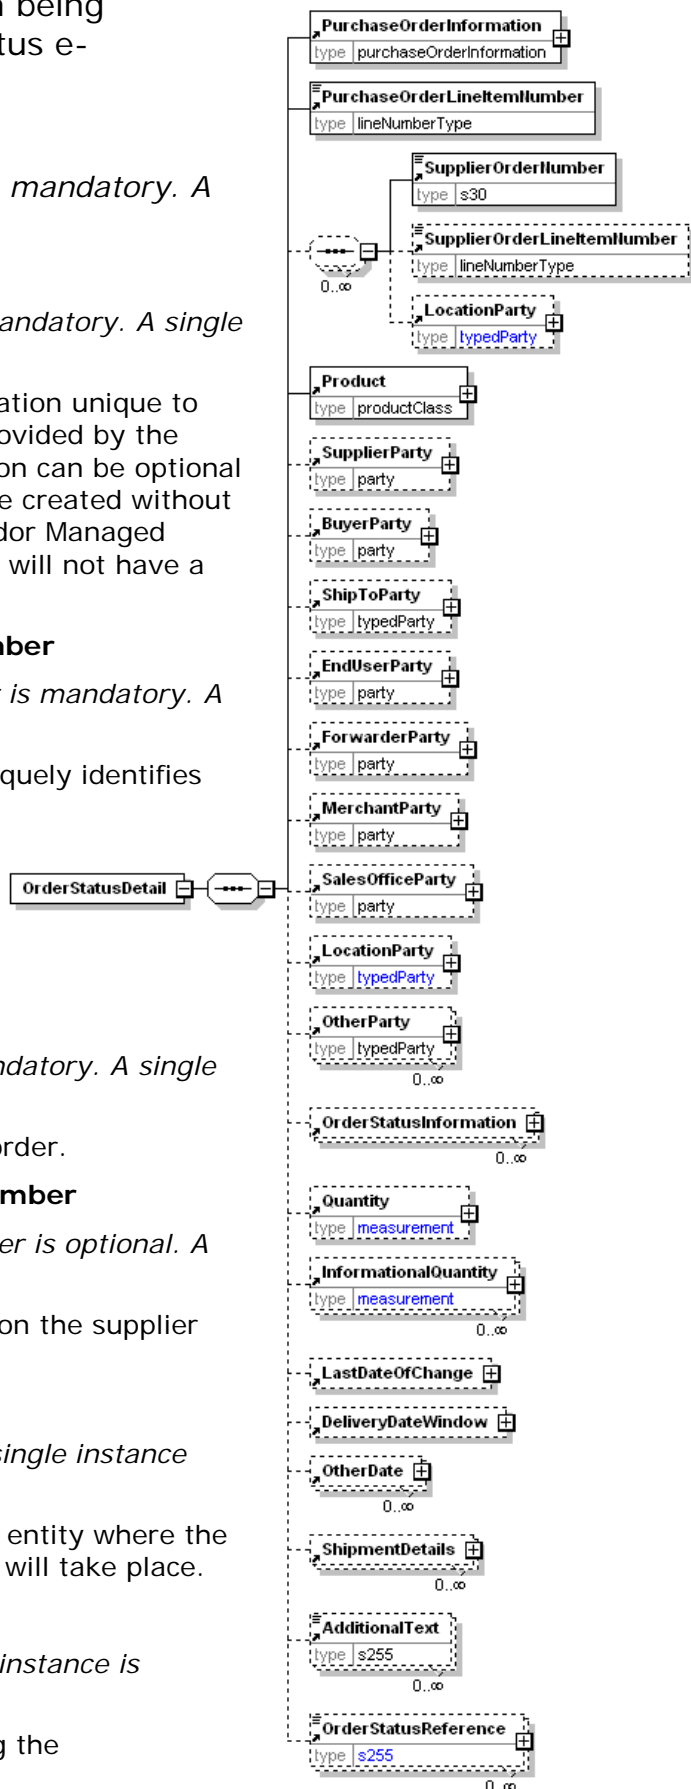 n being
tus e-
mandatory. A
andatory. A single
ation unique to
ovided by the
on can be optional
e created without
dor Managed
will not have a
nber
r is mandatory. A
quely identifies
ndatory. A single
order.
umber
er is optional. A
on the supplier
single instance
entity where the
will take place.
instance is
g the
OrderStatusDetail
PurchaseOrderInformation
type purchaseOrderInformation
PurchaseOrderLineItemNumber
type lineNumberType
0..∞
SupplierOrderNumber
type s30
SupplierOrderLineItemNumber
type lineNumberType
LocationParty
type typedParty
Product
type productClass
SupplierParty
type party
BuyerParty
type party
ShipToParty
type typedParty
EndUserParty
type party
ForwarderParty
type party
MerchantParty
type party
SalesOfficeParty
type party
LocationParty
type typedParty
OtherParty
type typedParty
0..∞
OrderStatusInformation
0..∞
Quantity
type measurement
InformationalQuantity
type measurement
0..∞
LastDateOfChange
DeliveryDateWindow
OtherDate
0..∞
ShipmentDetails
0..∞
AdditionalText
type s255
0..∞
OrderStatusReference
type s255
0..∞